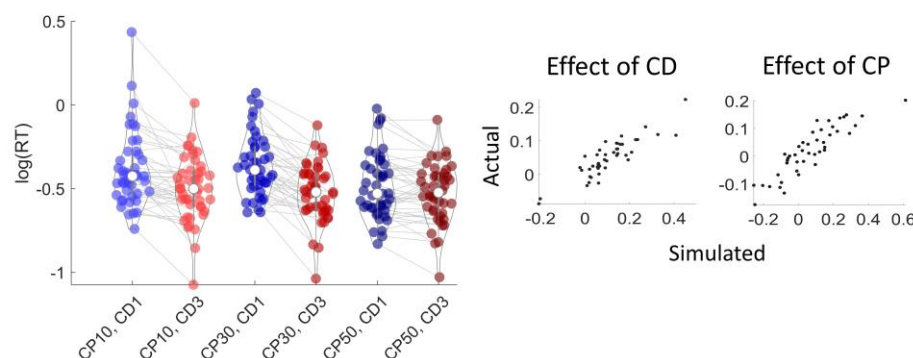 0.5
0
-0.5
-1
log(RT)
CP10, CD1
CP10, CD3
CP30, CD1
CP30, CD3
CP50, CD1
CP50, CD3
Effect of CD
Effect of CP
Actual
0.2
0.1
0
-0.2 0 0.2 0.4
0.2
0.1
0
-0.1
-0.2 0 0.2 0.4 0.6
Simulated